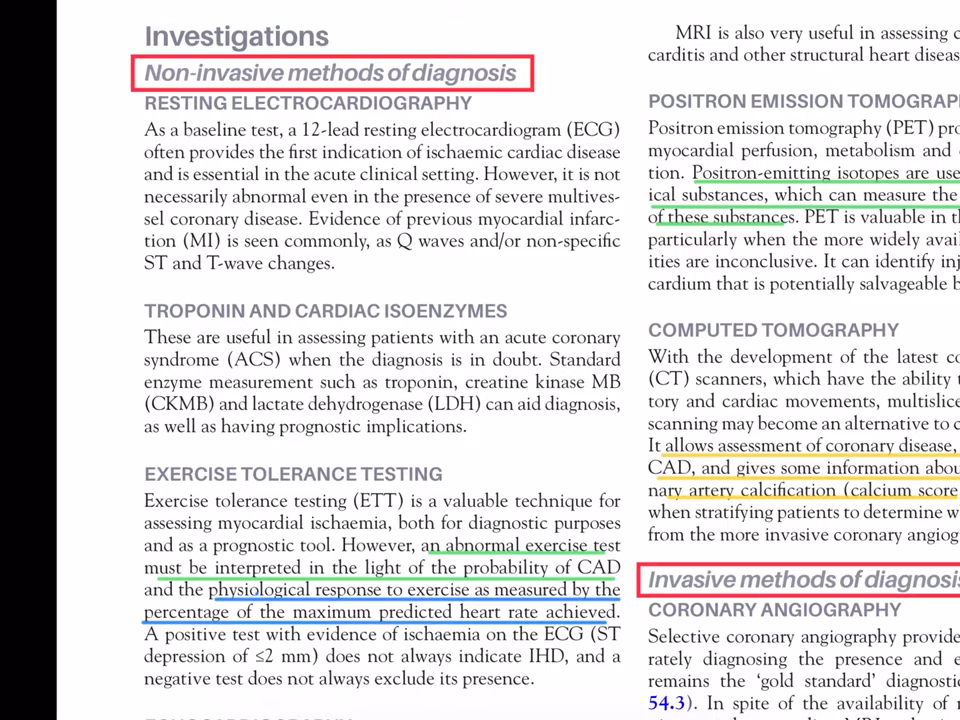 Investigations
Non-invasive methods of diagnosis
RESTING ELECTROCARDIOGRAPHY
As a baseline test, a 12-lead resting electrocardiogram (ECG)
often provides the first indication of ischaemic cardiac disease
and is essential in the acute clinical setting. However, it is not
necessarily abnormal even in the presence of severe multives-
sel coronary disease. Evidence of previous myocardial infarc-
tion (MI) is seen commonly, as Q waves and/or non-specific
ST and T-wave changes.
TROPONIN AND CARDIAC ISOENZYMES
These are useful in assessing patients with an acute coronary
syndrome (ACS) when the diagnosis is in doubt. Standard
enzyme measurement such as troponin, creatine kinase MB
(CKMB) and lactate dehydrogenase (LDH) can aid diagnosis,
as well as having prognostic implications.
EXERCISE TOLERANCE TESTING
Exercise tolerance testing (ETT) is a valuable technique for
assessing myocardial ischaemia, both for diagnostic purposes
and as a prognostic tool. However, an abnormal exercise test
must be interpreted in the light of the probability of CAD
and the physiological response to exercise as measured by the
percentage of the maximum predicted heart rate achieved.
A positive test with evidence of ischaemia on the ECG (ST
depression of ≤2 mm) does not always indicate IHD, and a
negative test does not always exclude its presence.
MRI is also very useful in assessing
carditis and other structural heart
POSITRON EMISSION
Positron emission tomography (PET)
myocardial perfusion, metabolism and
tion. Positron-emitting isotopes are
ical substances, which can measure the
of these substances. PET is valuable in
particularly when the more widely
ities are inconclusive. It can identify
cardium that is potentially salvageable
COMPUTED TOMOGRAPHY
With the development of the latest
(CT) scanners, which have the ability
tory and cardiac movements,
scanning may become an alternative to
It allows assessment of coronary disease,
CAD, and gives some information
nary artery calcification (calcium score
when stratifying patients to determine
from the more invasive coronary
Invasive methods of diagnosis
CORONARY ANGIOGRAPHY
Selective coronary angiography
rately diagnosing the presence and
remains the 'gold standard'
54.3). In spite of the availability of